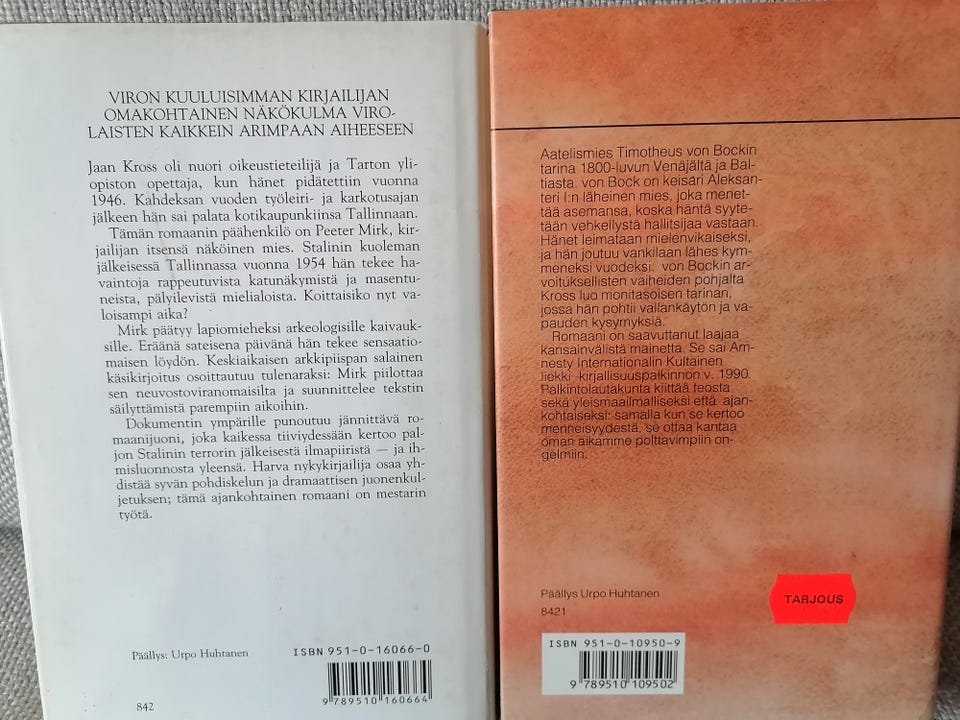 VIRON KUULUISIMMAN KIRJAILIJAN
OMAKOHTAINEN NÄKÖKULMA VIRO-
LAISTEN KAIKKEIN ARIMPAAN AIHEESEEN
Jaan Kross oli nuori oikeustieteilijä ja Tarton yli-
opiston opettaja, kun hänet pidätettiin vuonna
1946. Kahdeksan vuoden työleiri- ja karkotusajan
jälkeen hän sai palata kotikaupunkiinsa Tallinnaan.
Tämän romaanin päähenkilö on Peeter Mirk, kir-
jailijan itsensä näköinen mies. Stalinin kuoleman
jälkeisessä Tallinnassa vuonna 1954 hän tekee ha-
vaintoja rappeutuvista katunäkymistä ja masentu-
neista, pälyilevistä mielialoista. Koittaisiko nyt va-
loisampi aika?
Mirk päätyy lapiomieheksi arkeologisille kaivauk-
sille. Eräänä sateisena päivänä hän tekee sensaatio-
maisen löydön. Keskiaikaisen arkkipiispan salainen
käsikirjoitus osoittautuu tulenaraksi: Mirk piilottaa
sen neuvostoviranomaisilta ja suunnittelee tekstin
säilyttämistä parempiin aikoihin.
Dokumentin ympärille punoutuu jännittävä ro-
maanijuoni, joka kaikessa tiiviydessään kertoo pal-
jon Stalinin terrorin jälkeisestä ilmapiiristä — ja ih-
misluonnosta yleensä. Harva nykykirjailija osaa yh-
distää syvän pohdiskelun ja dramaattisen juonenkul-
jetuksen; tämä ajankohtainen romaani on mestarin
työtä.
Päällys: Urpo Huhtanen
842
ISBN 951-0-16066-0
9 789510 160664
Aatelismies Timotheus von Bockin
tarina 1800-luvun Venäjältä ja Bal-
tiasta. von Bock on keisari Aleksan-
teri I:n läheinen mies, joka menet-
tää asemansa, koska häntä syyte-
tään vehkeilystä hallitsijaa vastaan.
Hänet leimataan mielenvikaiseksi,
ja hän joutuu vankilaan lähes kym-
meneksi vuodeksi. von Bockin ar-
voituksellisten vaiheiden pohjalta
Kross luo monitasoisen tarinan,
jossa hän pohtii vallankäytön ja va-
pauden kysymyksiä.
Romaani on saavuttanut laajaa
kansainvälistä mainetta. Se sai Am-
nesty Internationalin Kultainen
liekki -kirjallisuuspalkinnon v. 1990.
Palkintolautakunta kiittää teosta
sekä yleismaailmalliseksi että ajan-
kohtaiseksi: samalla kun se kertoo
menneisyydestä, se ottaa kantaa
oman aikamme polttavimpiin on-
gelmiin.
Päällys Urpo Huhtanen
8421
TARJOUS
ISBN 951-0-10950-9
9 789510 109502